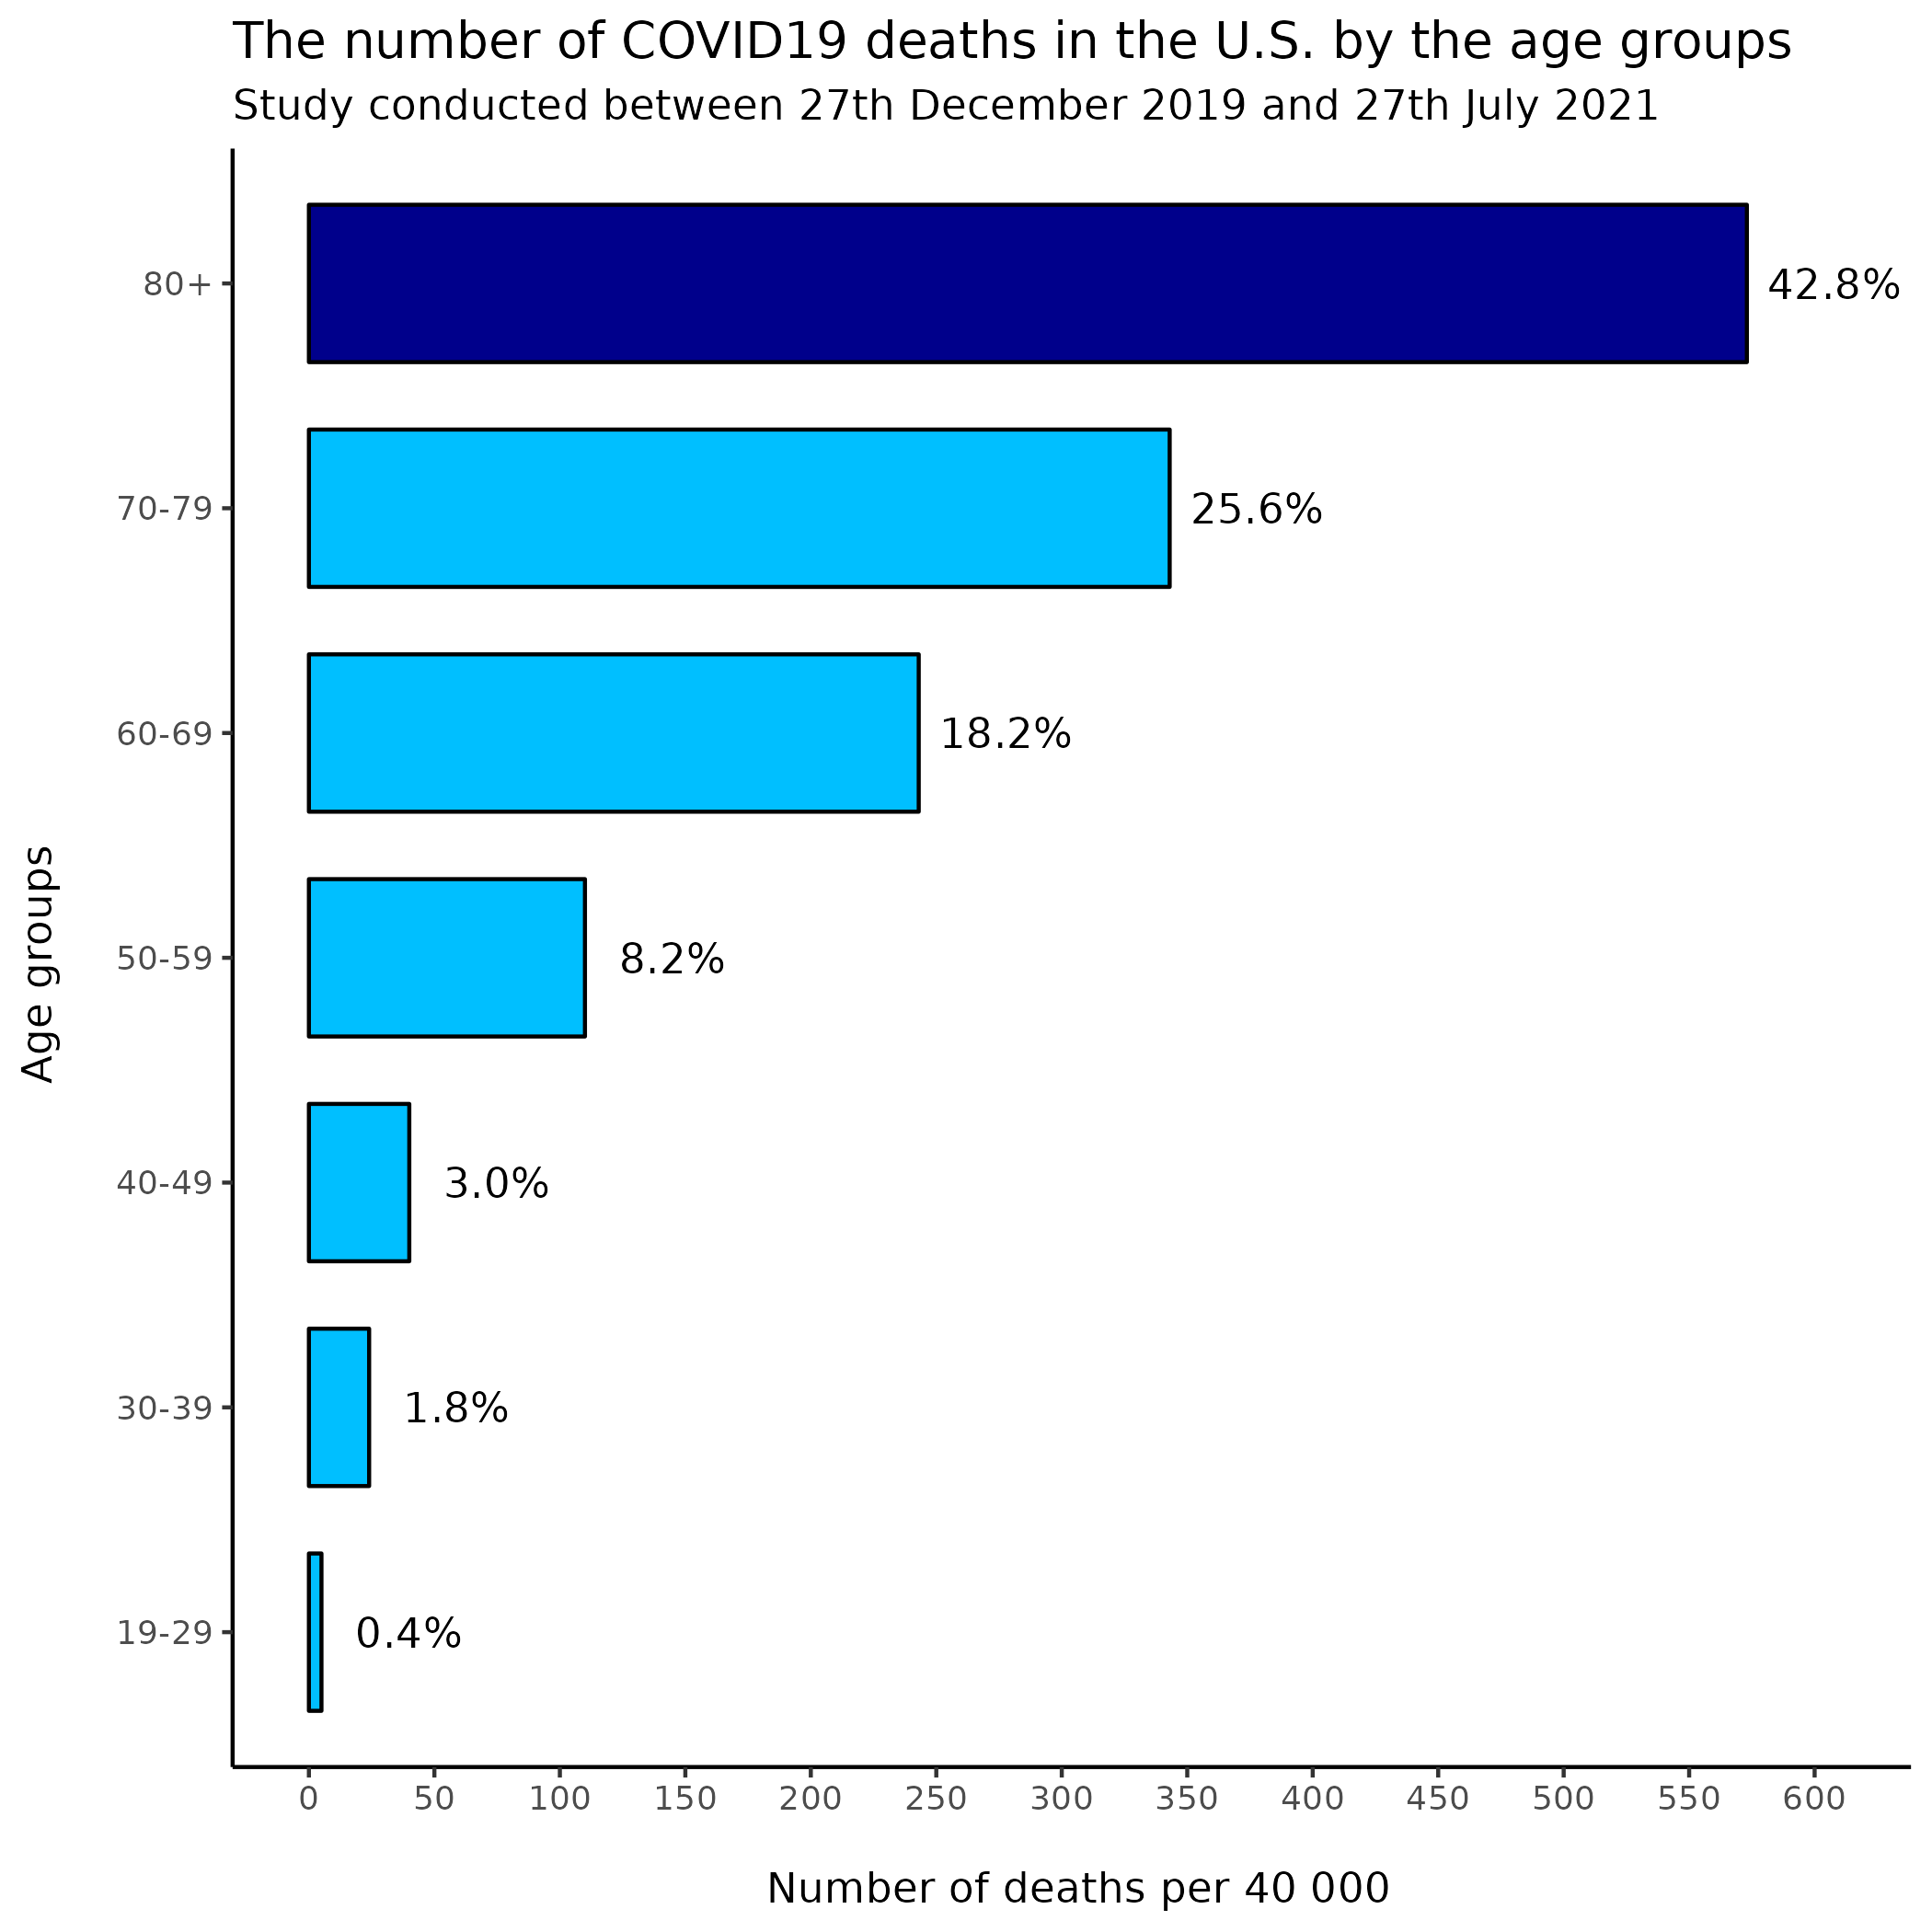 The number of COVID19 deaths in the U.S. by the age groups
Study conducted between 27th December 2019 and 27th July 2021
80+
42.8%
70-79
25.6%
60-69
18.2%
50-59
8.2%
40-49
3.0%
30-39
1.8%
19-29
0.4%
Age groups
0 50 100 150 200 250 300 350 400 450 500 550 600
Number of deaths per 40 000